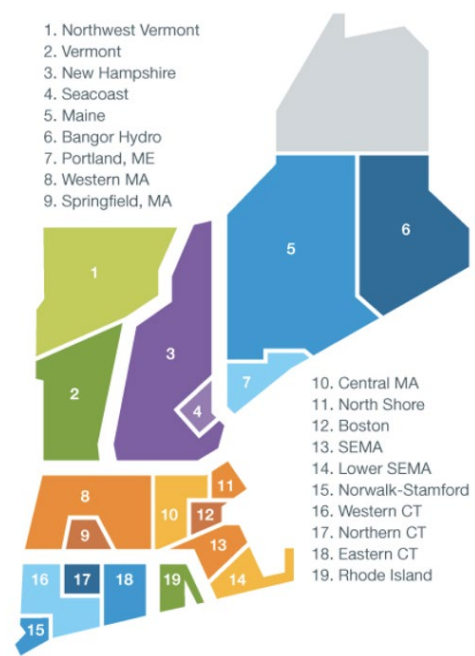 1. Northwest Vermont
2. Vermont
3. New Hampshire
4. Seacoast
5. Maine
6. Bangor Hydro
7. Portland, ME
8. Western MA
9. Springfield, MA
1
2
3
4
5
6
7
10. Central MA
11. North Shore
12. Boston
13. SEMA
14. Lower SEMA
15. Norwalk-Stamford
16. Western CT
17. Northern CT
18. Eastern CT
19. Rhode Island
8
9
10
11
12
13
14
16
17
18
19
15